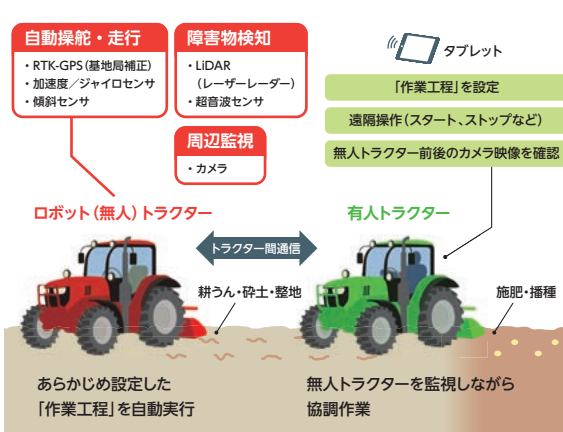 自動操舵・走行
・RTK-GPS(基地局補正)
・加速度／ジャイロセンサ
・傾斜センサ
障害物検知
・LiDAR
（レーザーレーダー）
・超音波センサ
周辺監視
・カメラ
タブレット
「作業工程」を設定
遠隔操作（スタート、ストップなど）
無人トラクター前後のカメラ映像を確認
ロボット（無人）トラクター
有人トラクター
トラクター間通信
耕うん・砕土・整地
施肥・播種
あらかじめ設定した
「作業工程」を自動実行
無人トラクターを監視しながら
協調作業